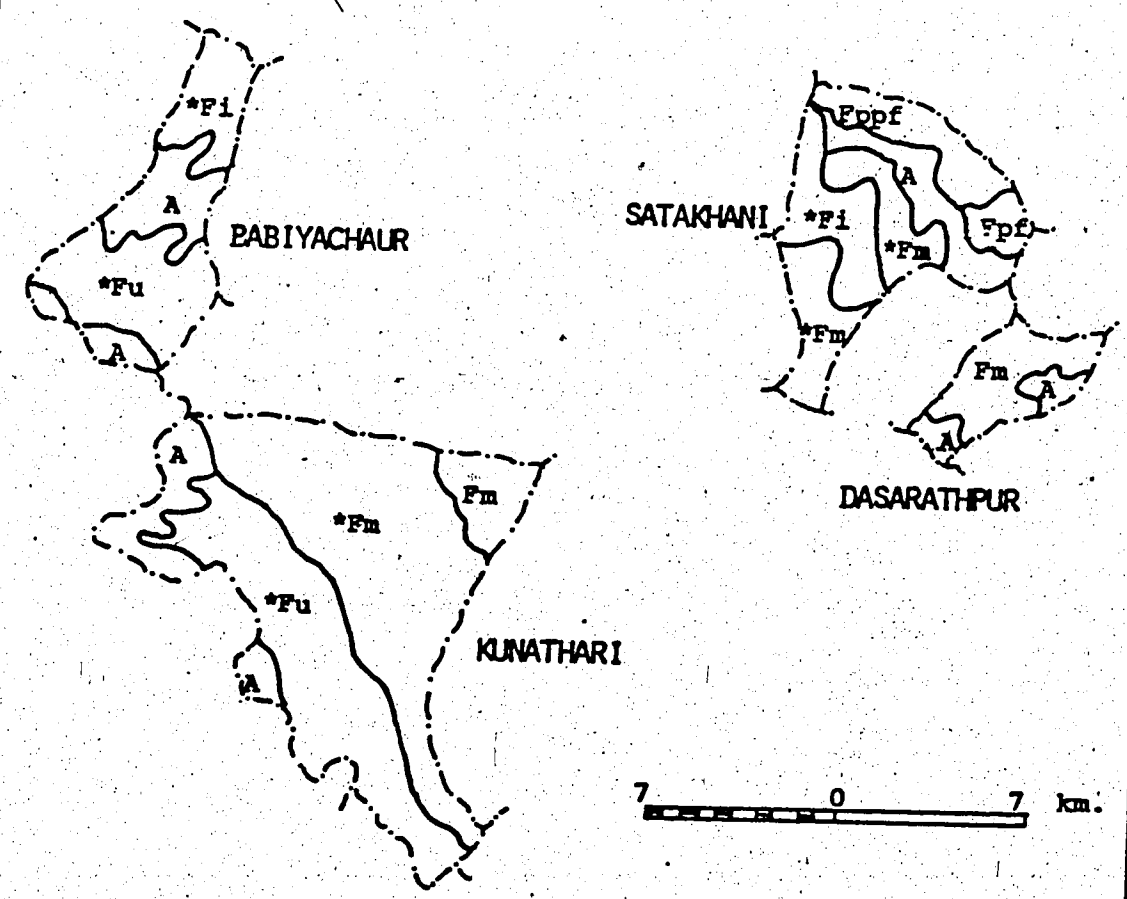 *Fi
A
BABIYACHAUR
*Fu
A
Fppf
A
SATAKHANI
*Fi
Fpf
*Fm
*Fm
Fm
A
A
DASARATHPUR
A
Fm
*Fm
*Fu
KUNATHARI
A
7 0 7 km.